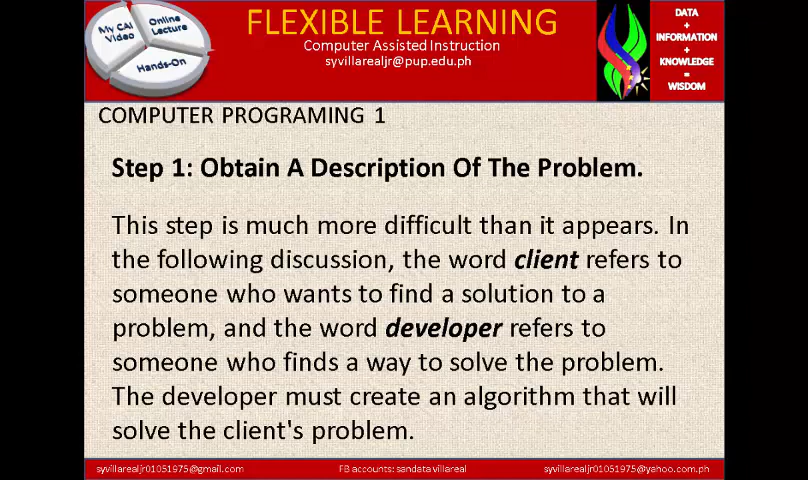 My CAI
Video
Online
Lecture
Hands-On
FLEXIBLE LEARNING
Computer Assisted Instruction
syvillarealjr@pup.edu.ph
DATA
+
INFORMATION
+
KNOWLEDGE
=
WISDOM
COMPUTER PROGRAMING 1
Step 1: Obtain A Description Of The Problem.
This step is much more difficult than it appears. In
the following discussion, the word client refers to
someone who wants to find a solution to a
problem, and the word developer refers to
someone who finds a way to solve the problem.
The developer must create an algorithm that will
solve the client's problem.
syvillarealjr01051975@gmail.com
FB accounts: sandata villareal
syvillarealjr01051975@yahoo.com.ph